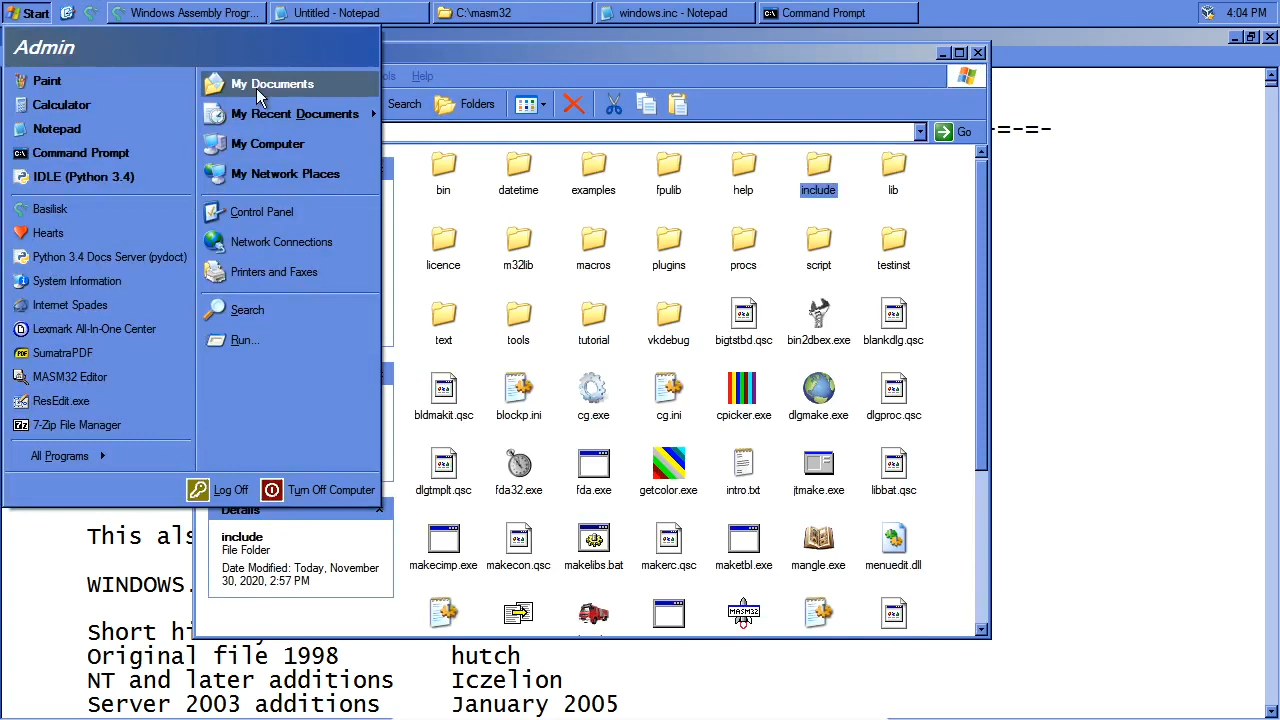 Start
Windows Assembly Progr...
Untitled - Notepad
C:\masm32
windows.inc - Notepad
Command Prompt
4:04 PM
Admin
Paint
Calculator
Notepad
Command Prompt
IDLE (Python 3.4)
Basilisk
Hearts
Python 3.4 Docs Server (pydoc)
System Information
Internet Spades
Lexmark All-In-One Center
SumatraPDF
MASM32 Editor
ResEdit.exe
7-Zip File Manager
All Programs
My Documents
My Recent Documents
My Computer
My Network Places
Control Panel
Network Connections
Printers and Faxes
Search
Run...
Log Off
Turn Off Computer
ols Help
Search Folders
Go
=-=-=-
bin datetime examples fpulib help include lib
licence m32lib macros plugins procs script testinst
text tools tutorial vkdebug bigtstbd.qsc bin2dbex.exe blankdlg.qsc
bldmakit.qsc blockp.ini cg.exe cg.ini cpicker.exe dlgmake.exe dlgproc.qsc
dlgtmplt.qsc fda32.exe fda.exe getcolor.exe intro.txt jtmake.exe libbat.qsc
makecimp.exe makecon.qsc makelibs.bat makerc.qsc maketbl.exe mangle.exe menuedit.dll
MASM32
Details
include
File Folder
Date Modified: Today, November
30, 2020, 2:57 PM
This als
WINDOWS.
Short hi
Original file 1998 hutch
NT and later additions Iczelion
Server 2003 additions January 2005